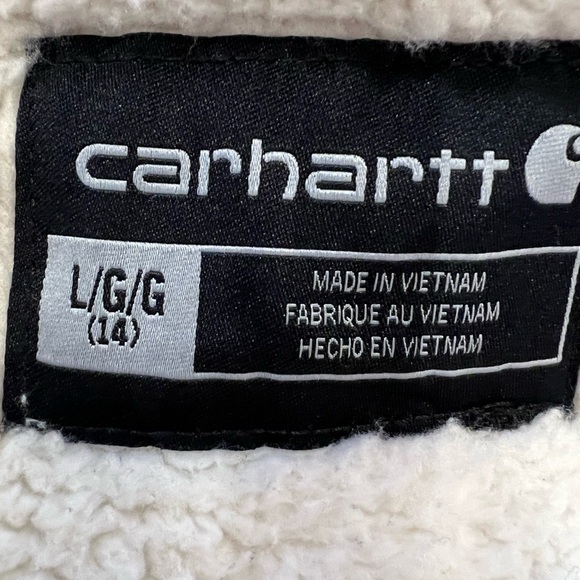 carhartt
L/G/G
(14)
MADE IN VIETNAM
FABRIQUE AU VIETNAM
HECHO EN VIETNAM